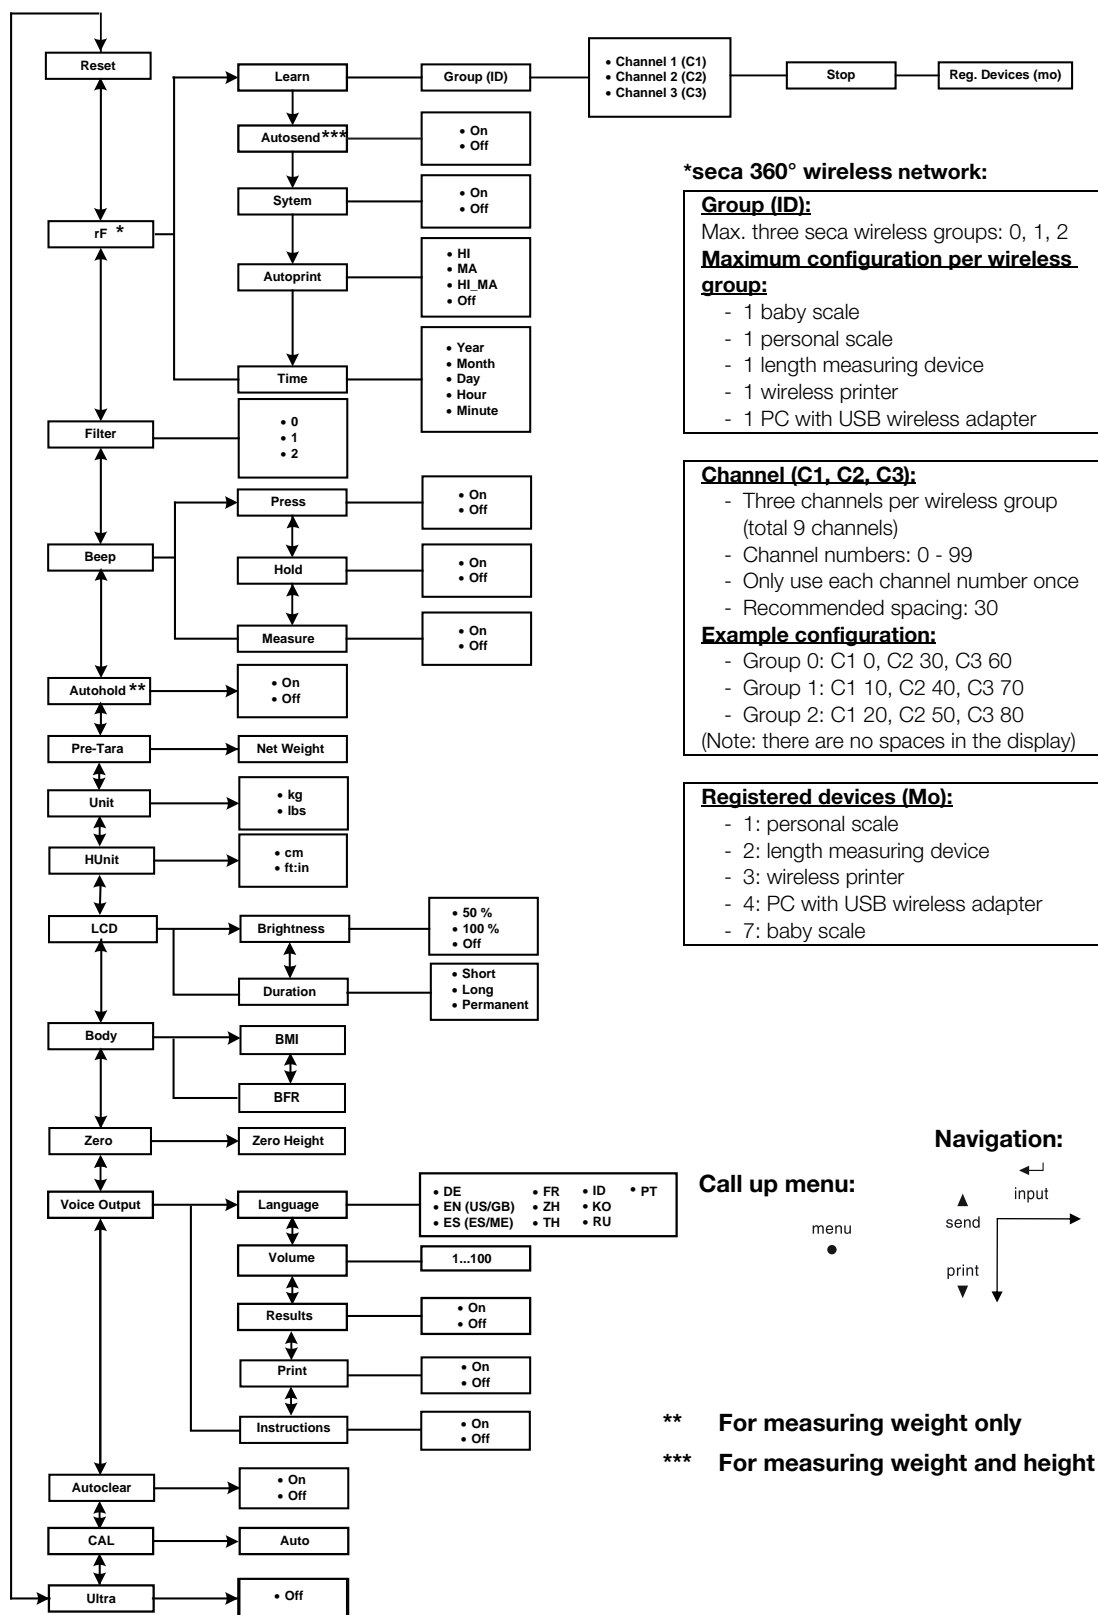 Reset
Learn
Group (ID)
• Channel 1 (C1)
• Channel 2 (C2)
• Channel 3 (C3)
Stop
Reg. Devices (mo)
Autosend***
• On
• Off
Sytem
• On
• Off
rF *
Autoprint
• HI
• MA
• HI_MA
• Off
Time
• Year
• Month
• Day
• Hour
• Minute
Filter
• 0
• 1
• 2
Beep
Press
• On
• Off
Hold
• On
• Off
Measure
• On
• Off
Autohold **
• On
• Off
Pre-Tara
Net Weight
Unit
• kg
• lbs
HUnit
• cm
• ft:in
LCD
Brightness
• 50 %
• 100 %
• Off
Duration
• Short
• Long
• Permanent
Body
BMI
BFR
Zero
Zero Height
Voice Output
Language
• DE • FR • ID • PT
• EN (US/GB) • ZH • KO
• ES (ES/ME) • TH • RU
Volume
1...100
Results
• On
• Off
Print
• On
• Off
Instructions
• On
• Off
Autoclear
• On
• Off
CAL
Auto
Ultra
• Off
*seca 360° wireless network:
Group (ID):
Max. three seca wireless groups: 0, 1, 2
Maximum configuration per wireless
group:
- 1 baby scale
- 1 personal scale
- 1 length measuring device
- 1 wireless printer
- 1 PC with USB wireless adapter
Channel (C1, C2, C3):
- Three channels per wireless group
(total 9 channels)
- Channel numbers: 0 - 99
- Only use each channel number once
- Recommended spacing: 30
Example configuration:
- Group 0: C1 0, C2 30, C3 60
- Group 1: C1 10, C2 40, C3 70
- Group 2: C1 20, C2 50, C3 80
(Note: there are no spaces in the display)
Registered devices (Mo):
- 1: personal scale
- 2: length measuring device
- 3: wireless printer
- 4: PC with USB wireless adapter
- 7: baby scale
Call up menu:
menu
Navigation:
input
send
print
** For measuring weight only
*** For measuring weight and height